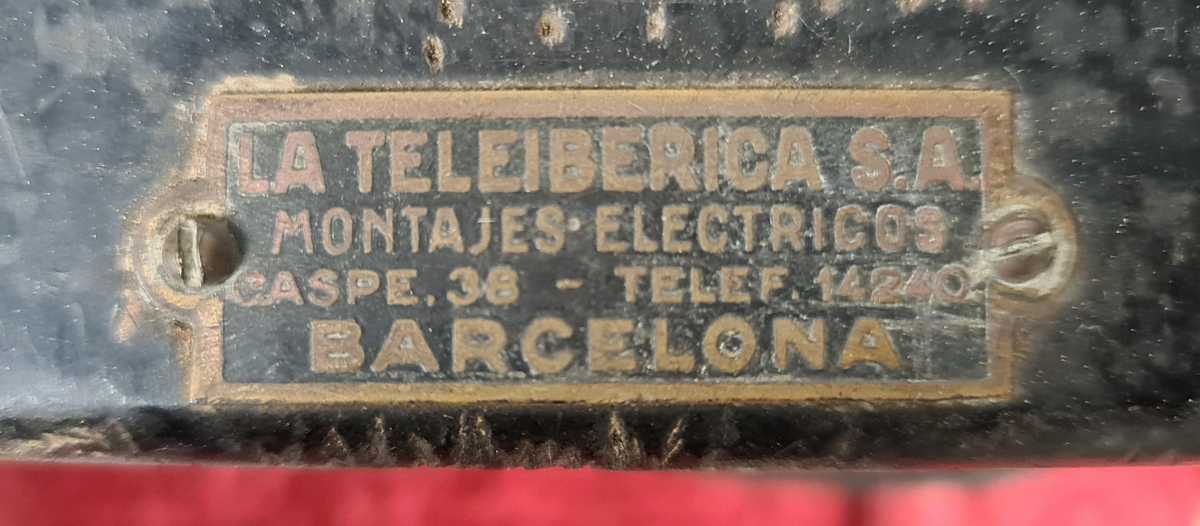 LA TELEIBERICA S.A.
MONTAJES·ELECTRICOS
CASPE, 38 - TELEF. 14240
BARCELONA